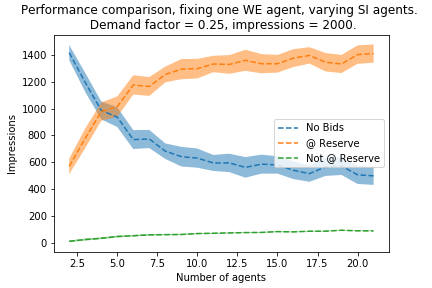 Performance comparison, fixing one WE agent, varying SI agents.
Demand factor = 0.25, impressions = 2000.
1400
1200
1000
800
600
400
200
0
Impressions
No Bids
@ Reserve
Not @ Reserve
2.5 5.0 7.5 10.0 12.5 15.0 17.5 20.0
Number of agents